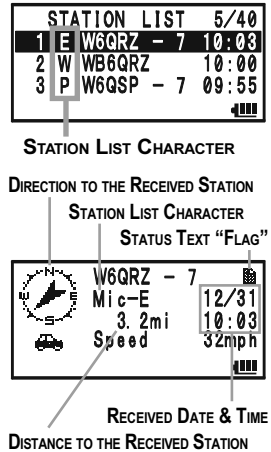 STATION LIST 5/40
1 E W6QRZ - 7 10:03
2 W WB6QRZ 10:00
3 P W6QSP - 7 09:55
STATION LIST CHARACTER
DIRECTION TO THE RECEIVED STATION
STATION LIST CHARACTER
STATUS TEXT "FLAG"
N
W E
S
W6QRZ - 7
Mic-E 12/31
3. 2mi 10:03
Speed 32mph
RECEIVED DATE & TIME
DISTANCE TO THE RECEIVED STATION